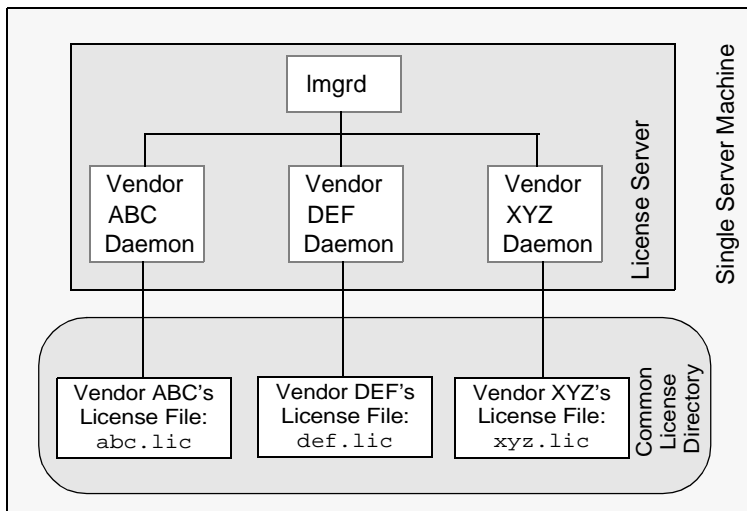 lmgrd
Vendor
ABC
Daemon
Vendor
DEF
Daemon
Vendor
XYZ
Daemon
License Server
Single Server Machine
Vendor ABC's
License File:
abc.lic
Vendor DEF's
License File:
def.lic
Vendor XYZ's
License File:
xyz.lic
Common
License
Directory